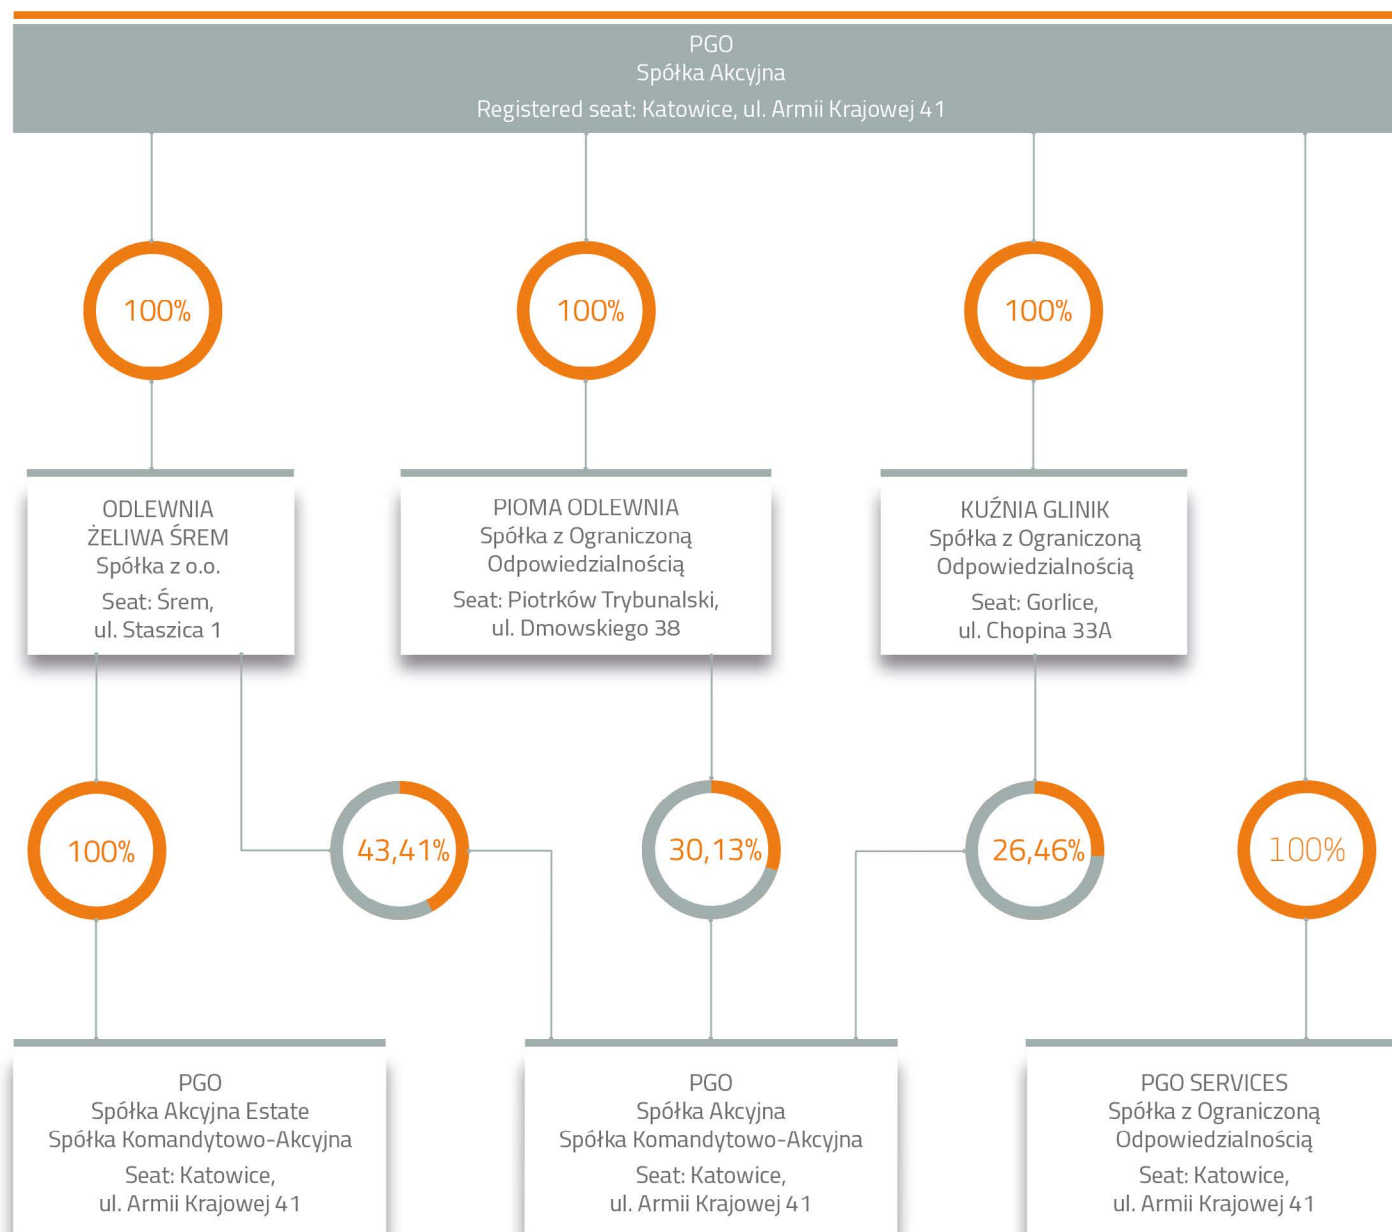 PGO
Spółka Akcyjna
Registered seat: Katowice, ul. Armii Krajowej 41
100%
100%
100%
ODLEWNIA
ŻELIWA ŚREM
Spółka z o.o.
Seat: Śrem,
ul. Staszica 1
PIOMA ODLEWNIA
Spółka z Ograniczoną
Odpowiedzialnością
Seat: Piotrków Trybunalski,
ul. Dmowskiego 38
KUŹNIA GLINIK
Spółka z Ograniczoną
Odpowiedzialnością
Seat: Gorlice,
ul. Chopina 33A
100%
43,41%
30,13%
26,46%
100%
PGO
Spółka Akcyjna Estate
Spółka Komandytowo-Akcyjna
Seat: Katowice,
ul. Armii Krajowej 41
PGO
Spółka Akcyjna
Spółka Komandytowo-Akcyjna
Seat: Katowice,
ul. Armii Krajowej 41
PGO SERVICES
Spółka z Ograniczoną
Odpowiedzialnością
Seat: Katowice,
ul. Armii Krajowej 41